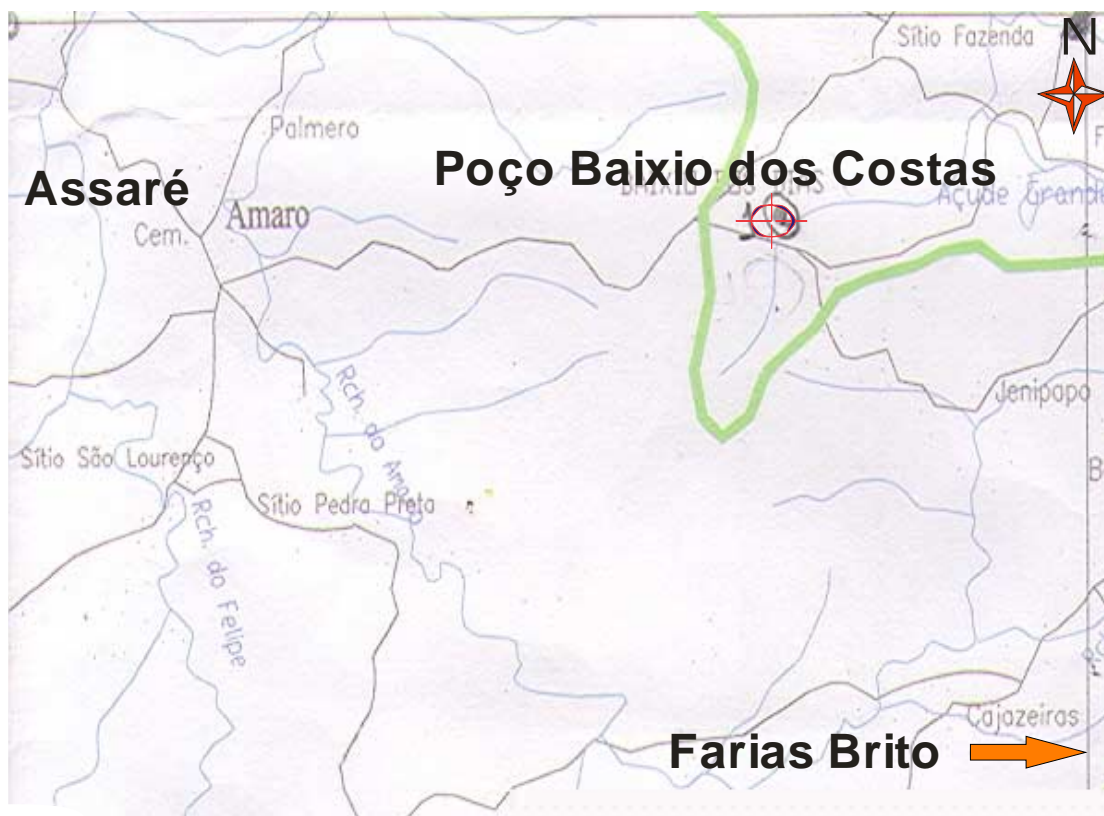 Sítio Fazenda
N
Palmero
Assaré
Poço Baixio dos Costas
Açude Grande
Amaro
Cem.
Rch. do Amaro
Jenipapo
Sítio São Lourenço
Sítio Pedra Preta
Rch. do Felipe
Cajazeiras
Farias Brito